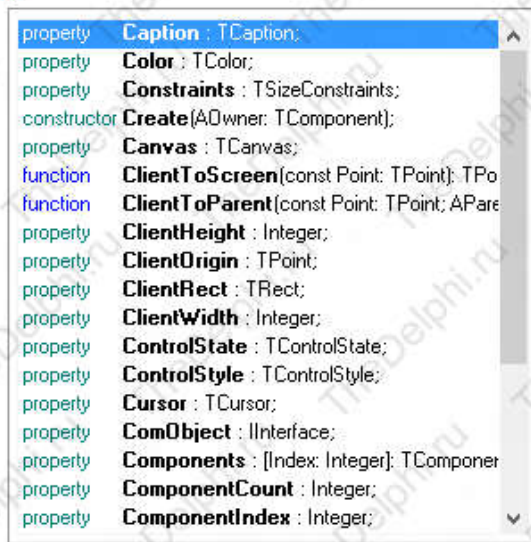 property Caption : TCaption;
property Color : TColor;
property Constraints : TSizeConstraints;
constructor Create(AOwner: TComponent);
property Canvas : TCanvas;
function ClientToScreen(const Point: TPoint): TPo
function ClientToParent(const Point: TPoint; APare
property ClientHeight : Integer;
property ClientOrigin : TPoint;
property ClientRect : TRect;
property ClientWidth : Integer;
property ControlState : TControlState;
property ControlStyle : TControlStyle;
property Cursor : TCursor;
property ComObject : IInterface;
property Components : [Index: Integer]: TComponer
property ComponentCount : Integer;
property ComponentIndex : Integer;
TheDelphi.ru